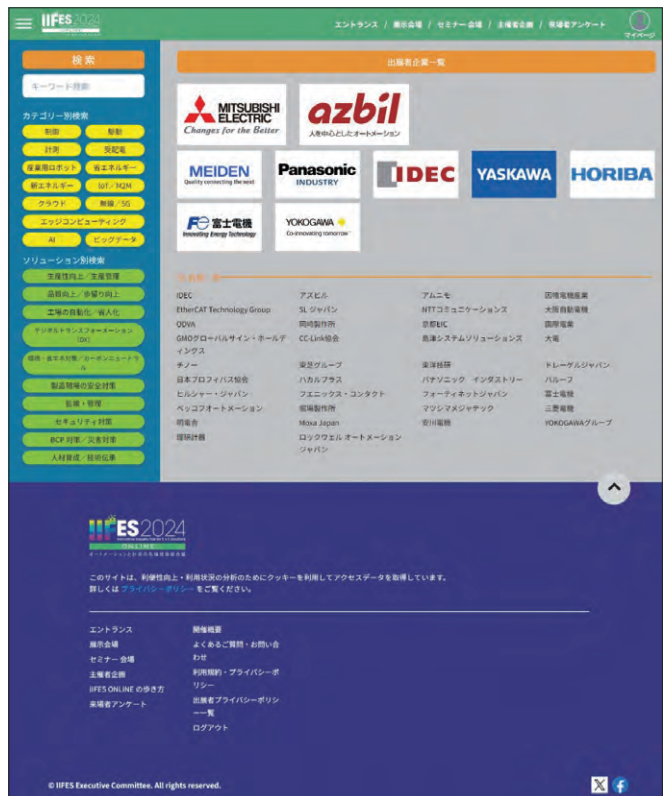 IIFES 2024
エントランス / 展示会場 / セミナー会場 / 主催者企画 / 来場者アンケート
マイページ
検索
キーワード検索
カテゴリー別検索
制御
駆動
計測
受配電
産業用ロボット
省エネルギー
新エネルギー
IoT／M2M
クラウド
無線／5G
エッジコンピューティング
AI
ビッグデータ
ソリューション別検索
生産性向上／生産管理
品質向上／歩留り向上
工場の自動化／省人化
デジタルトランスフォーメーション
(DX)
環境・省エネ対策／カーボンニュートラ
ル
製造現場の安全対策
監視・管理
セキュリティ対策
BCP 対策／災害対策
人材育成／技術伝承
出展者企業一覧
MITSUBISHI
ELECTRIC
Changes for the Better
azbil
人を中心としたオートメーション
MEIDEN
Quality connecting the next
Panasonic
INDUSTRY
IDEC
YASKAWA
HORIBA
Fe 富士電機
Innovating Energy Technology
YOKOGAWA
Co-innovating tomorrow
IDEC
アズビル
アムニモ
因幡電機産業
EtherCAT Technology Group
SL ジャパン
NTTコミュニケーションズ
大阪自動電機
ODVA
岡崎製作所
京都EIC
国際電業
GMOグローバルサイン・ホールデ
ィングス
CC-Link協会
島津システムソリューションズ
大電
チノー
東芝グループ
東洋技研
トレーゲルジャパン
日本プロフィバス協会
ハカルプラス
パナソニック インダストリー
バルーフ
ヒルシャー・ジャパン
フエニックス・コンタクト
フォーティネットジャパン
富士電機
ベッコフオートメーション
堀場製作所
マツシマメジャテック
三菱電機
明電舎
Moxa Japan
安川電機
YOKOGAWAグループ
理研計器
ロックウェル オートメーション
ジャパン
IIFES 2024
ONLINE
このサイトは、利便性向上・利用状況の分析のためにクッキーを利用してアクセスデータを取得しています。
詳しくは プライバシーポリシー をご覧ください。
エントランス
展示会場
セミナー会場
主催者企画
IIFES ONLINE の歩き方
来場者アンケート
開催概要
よくあるご質問・お問い合
わせ
利用規約・プライバシーポ
リシー
出展者プライバシーポリシ
ー一覧
ログアウト
© IIFES Executive Committee. All rights reserved.